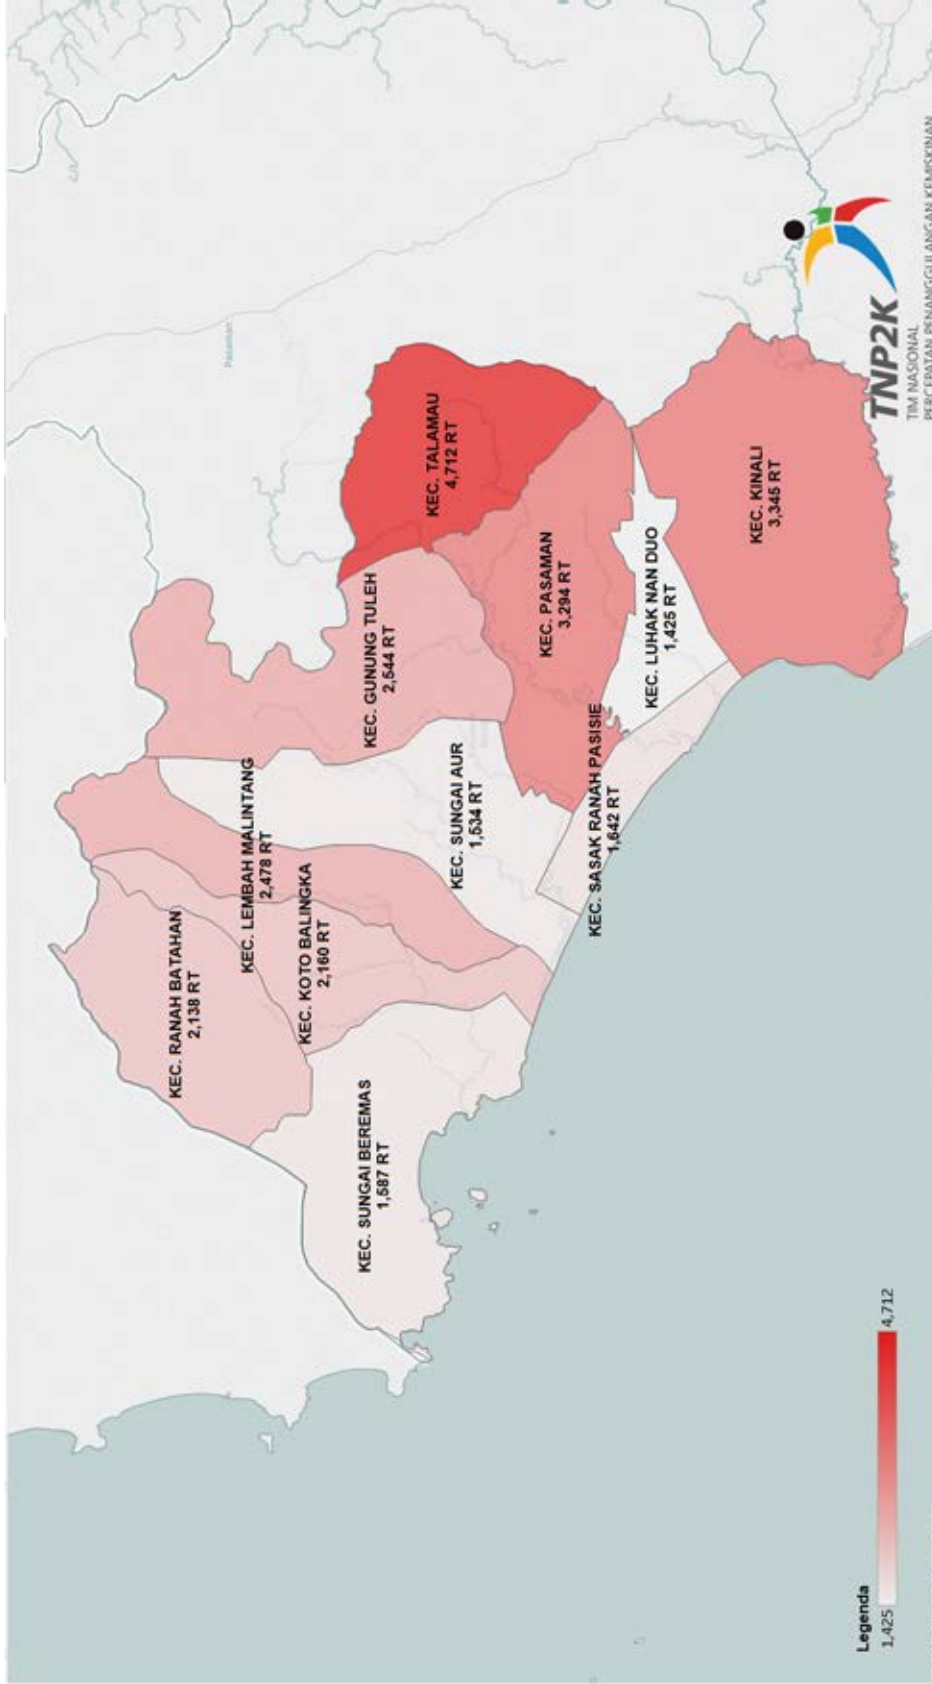 Pasaman
KEC. RANAH BATAHAN
2,138 RT
KEC. LEMBAH MALINTANG
2,478 RT
KEC. KOTO BALINGKA
2,160 RT
KEC. GUNUNG TULEH
2,544 RT
KEC. TALAMAU
4,712 RT
KEC. SUNGAI BEREMAS
1,587 RT
KEC. SUNGAI AUR
1,534 RT
KEC. PASAMAN
3,294 RT
KEC. SASAK RANAH PASISIE
1,642 RT
KEC. LUHAK NAN DUO
1,425 RT
KEC. KINALI
3,345 RT
Legenda
1,425
4,712
TNP2K
TIM NASIONAL
PERCEPATAN PENANGGULANGAN KEMISKINAN